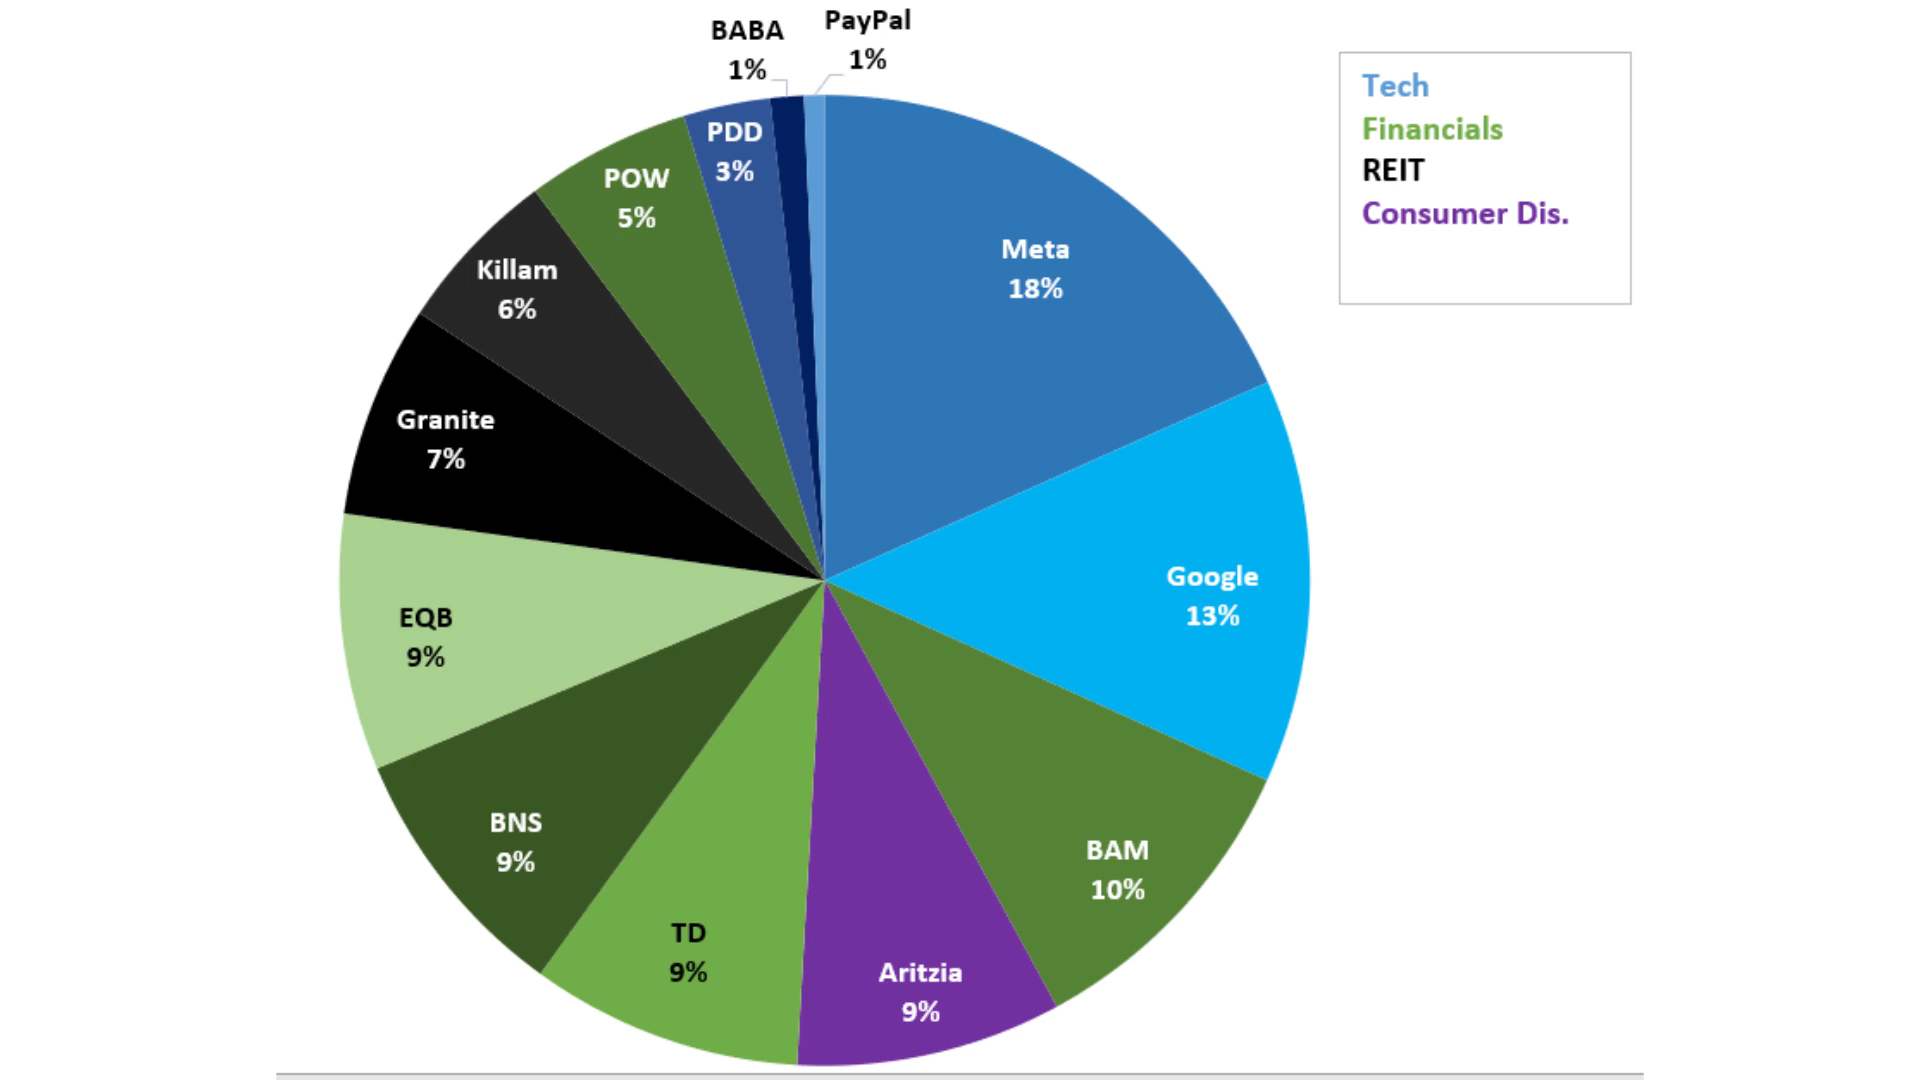 BABA
1%
PayPal
1%
PDD
3%
POW
5%
Killam
6%
Granite
7%
EQB
9%
BNS
9%
TD
9%
Aritzia
9%
BAM
10%
Google
13%
Meta
18%
Tech
Financials
REIT
Consumer Dis.